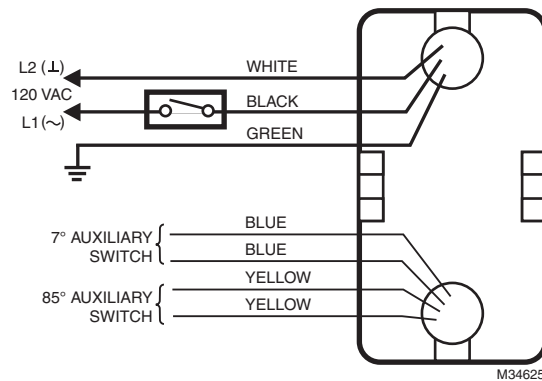 L2 (⊥)
WHITE
120 VAC
BLACK
L1 (∼)
GREEN
7° AUXILIARY
SWITCH
BLUE
BLUE
85° AUXILIARY
SWITCH
YELLOW
YELLOW
M34625